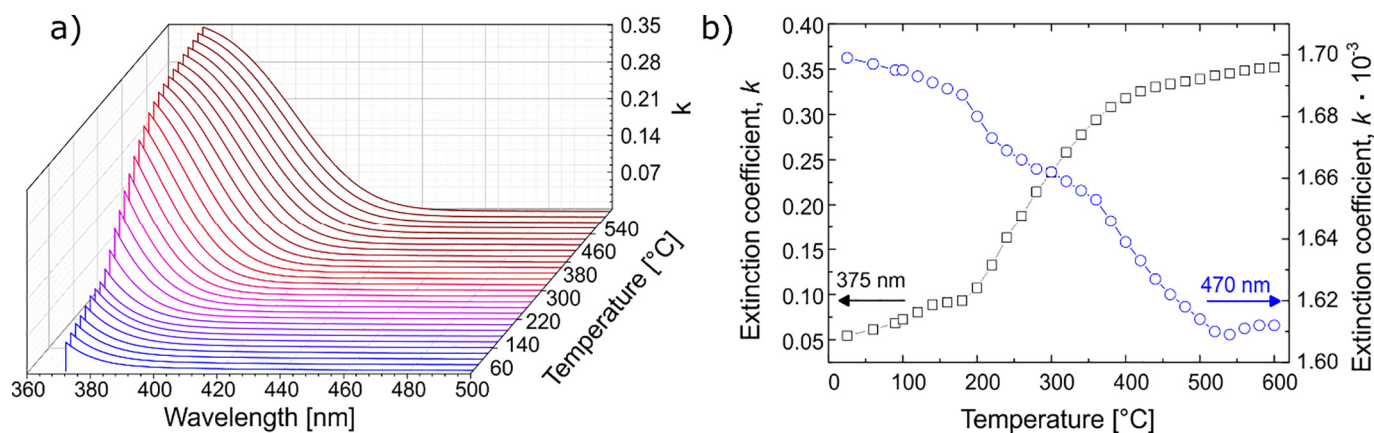 a)
0.35
0.28
0.21
0.14
0.07
k
540
460
380
300
220
140
60
Temperature [°C]
360 380 400 420 440 460 480 500
Wavelength [nm]
b)
0.40
0.35
0.30
0.25
0.20
0.15
0.10
0.05
Extinction coefficient, k
375 nm
470 nm
1.70
1.68
1.66
1.64
1.62
1.60
Extinction coefficient, k · 10⁻³
0 100 200 300 400 500 600
Temperature [°C]